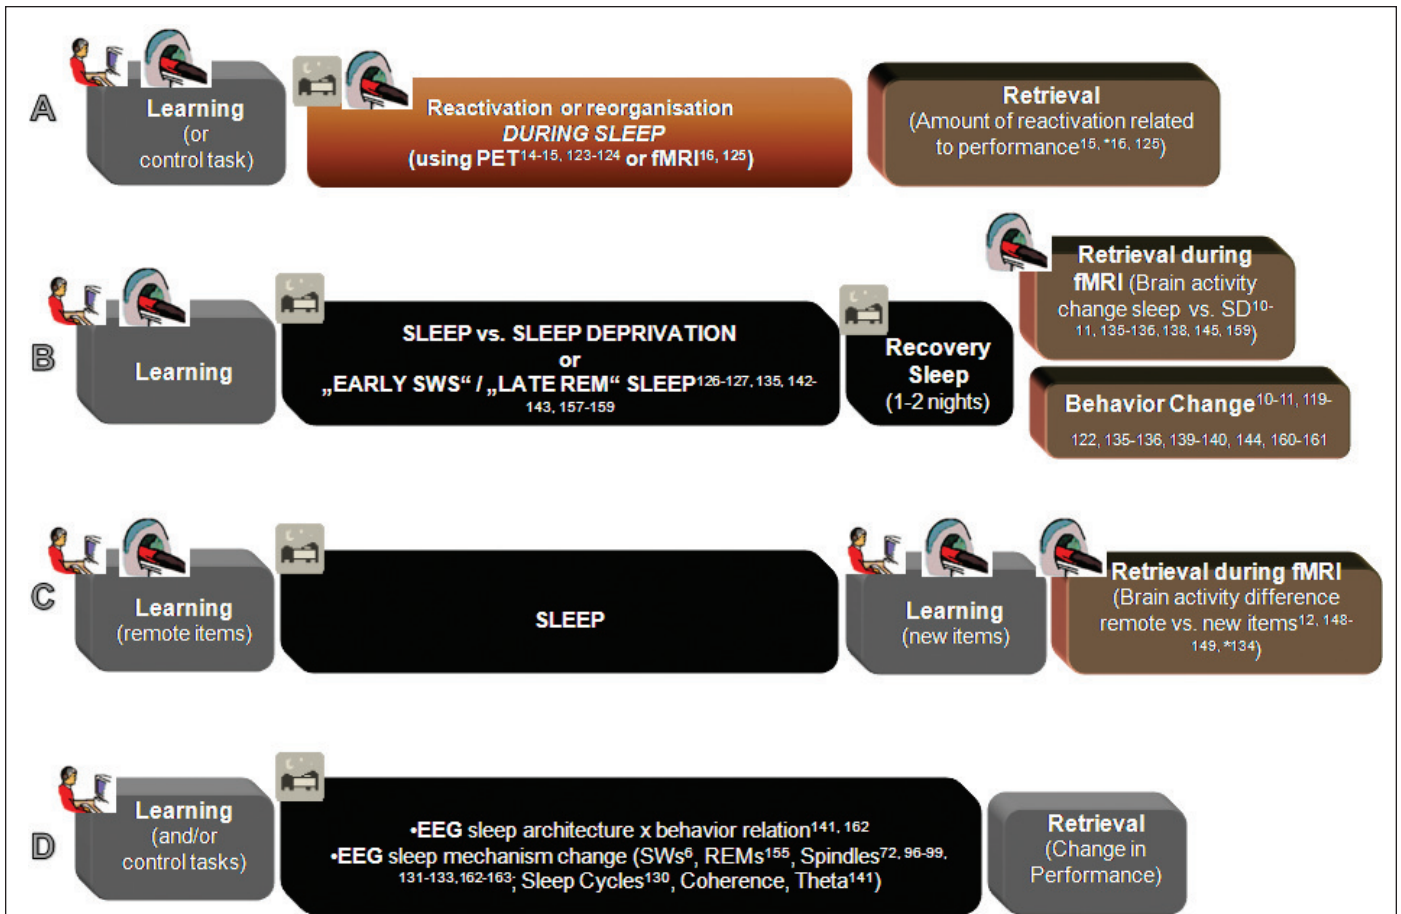 A
Learning
(or
control task)
Reactivation or reorganisation
DURING SLEEP
(using PET14-15, 123-124 or fMRI16, 125)
Retrieval
(Amount of reactivation related
to performance15, *16, 125)
B
Learning
SLEEP vs. SLEEP DEPRIVATION
or
„EARLY SWS“ / „LATE REM“ SLEEP126-127, 135, 142-
143, 157-159
Recovery
Sleep
(1-2 nights)
Retrieval during
fMRI (Brain activity
change sleep vs. SD10-
11, 135-136, 138, 145, 159)
Behavior Change10-11, 119-
122, 135-136, 139-140, 144, 160-161
C
Learning
(remote items)
SLEEP
Learning
(new items)
Retrieval during fMRI
(Brain activity difference
remote vs. new items12, 148-
149, *134)
D
Learning
(and/or
control tasks)
•EEG sleep architecture x behavior relation141, 162
•EEG sleep mechanism change (SWs6, REMs155, Spindles72, 96-99,
131-133,162-163; Sleep Cycles130, Coherence, Theta141)
Retrieval
(Change in
Performance)